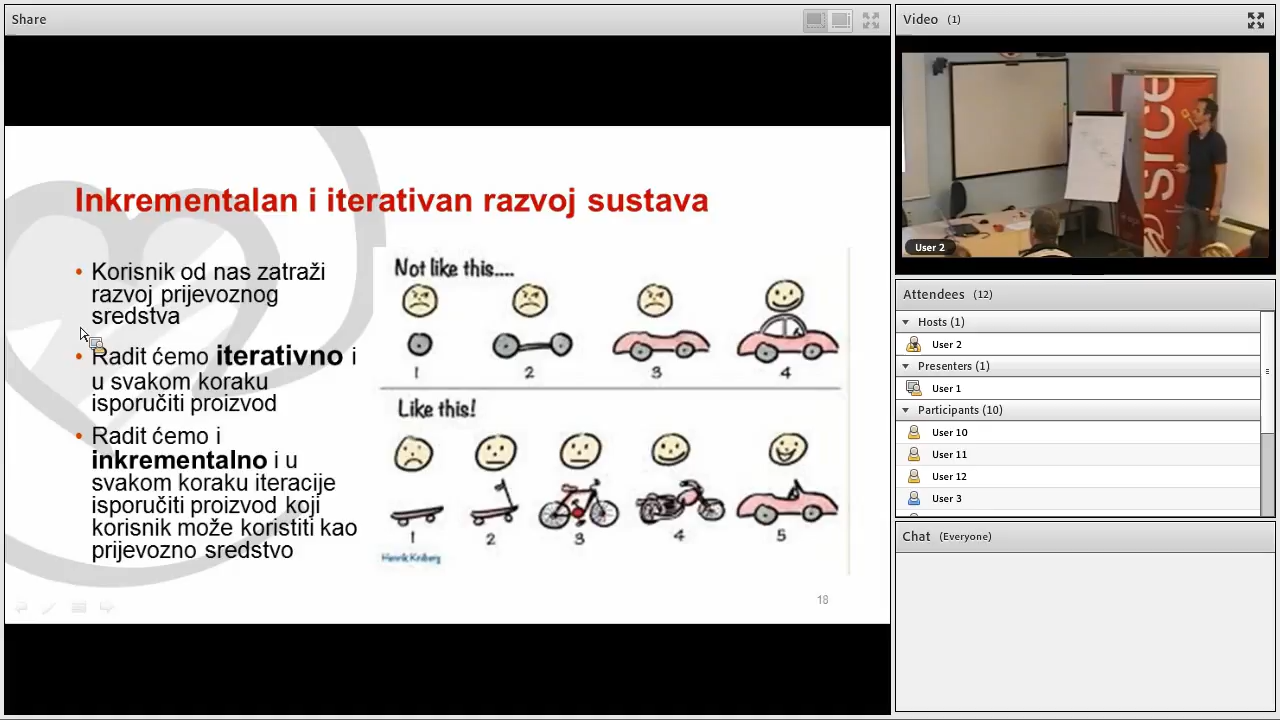 Share
Inkrementalan i iterativan razvoj sustava
• Korisnik od nas zatraži
razvoj prijevoznog
sredstva
• Radit ćemo iterativno i
u svakom koraku
isporučiti proizvod
• Radit ćemo i
inkrementalno i u
svakom koraku iteracije
isporučiti proizvod koji
korisnik može koristiti kao
prijevozno sredstvo
Not like this....
1 2 3 4
Like this!
1 2 3 4 5
Henrik Kniberg
18
Video (1)
srce
User 2
Attendees (12)
Hosts (1)
User 2
Presenters (1)
User 1
Participants (10)
User 10
User 11
User 12
User 3
Chat (Everyone)